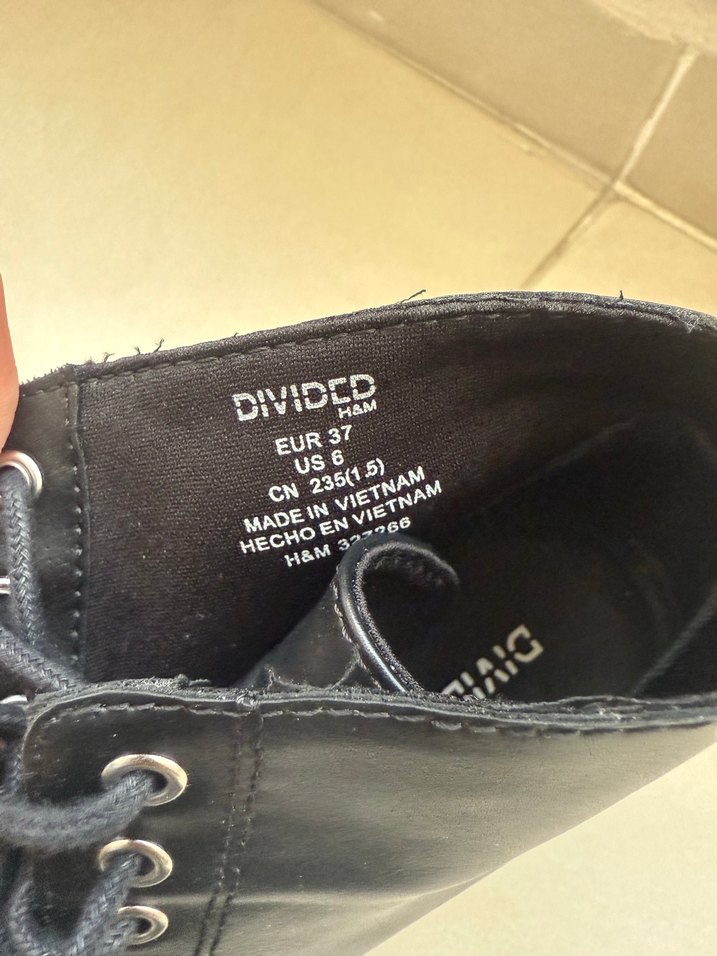 DIVIDED
H&M
EUR 37
US 6
CN 235(1.5)
MADE IN VIETNAM
HECHO EN VIETNAM
H&M